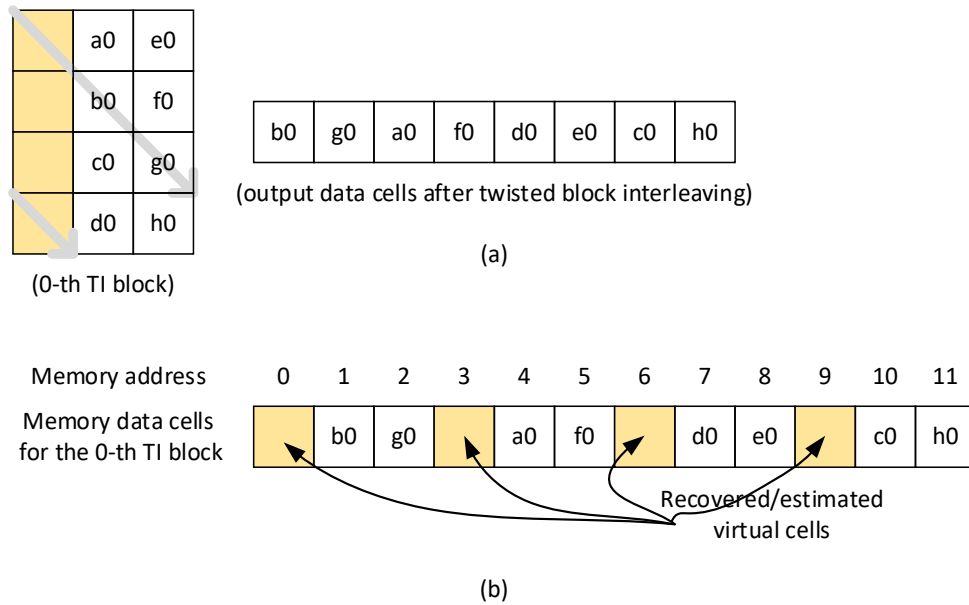 a0 e0
b0 f0
c0 g0
d0 h0
(0-th TI block)
b0 g0 a0 f0 d0 e0 c0 h0
(output data cells after twisted block interleaving)
(a)
Memory address 0 1 2 3 4 5 6 7 8 9 10 11
Memory data cells
for the 0-th TI block
b0 g0 a0 f0 d0 e0 c0 h0
Recovered/estimated
virtual cells
(b)